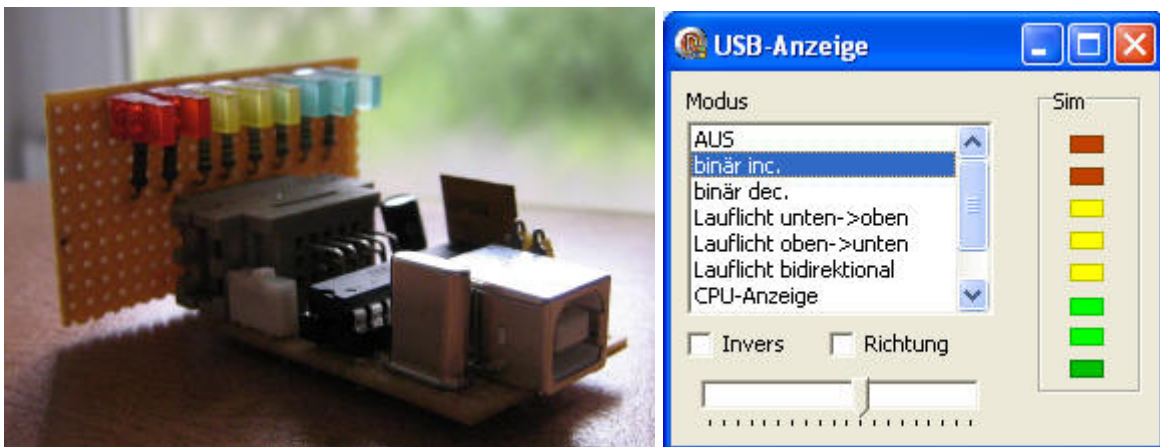 USB-Anzeige
Modus
Sim
AUS
binär inc.
binär dec.
Lauflicht unten->oben
Lauflicht oben->unten
Lauflicht bidirektional
CPU-Anzeige
Invers
Richtung